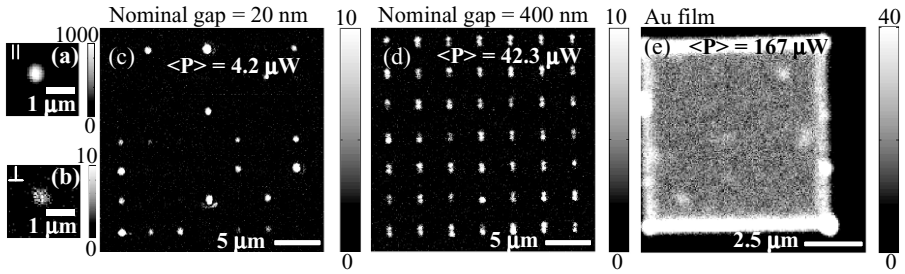 Nominal gap = 20 nm
Nominal gap = 400 nm
Au film
||
(a)
1000
0
1 μm
⊥
(b)
10
0
1 μm
(c)
<P> = 4.2 μW
5 μm
10
0
(d)
<P> = 42.3 μW
5 μm
10
0
(e)
<P> = 167 μW
2.5 μm
40
0